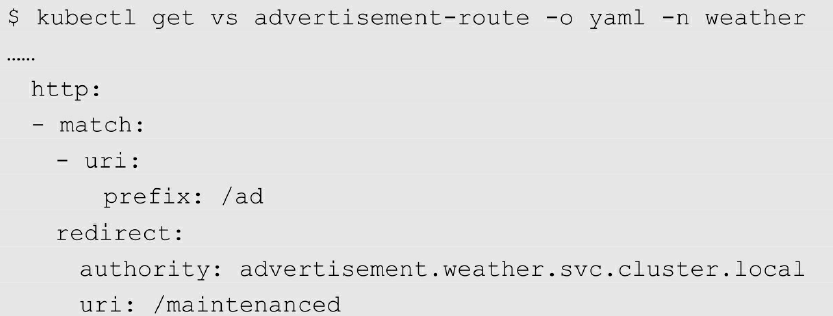 $ kubectl get vs advertisement-route -o yaml -n weather
……
  http:
  - match:
    - uri:
        prefix: /ad
    redirect:
      authority: advertisement.weather.svc.cluster.local
      uri: /maintenanced